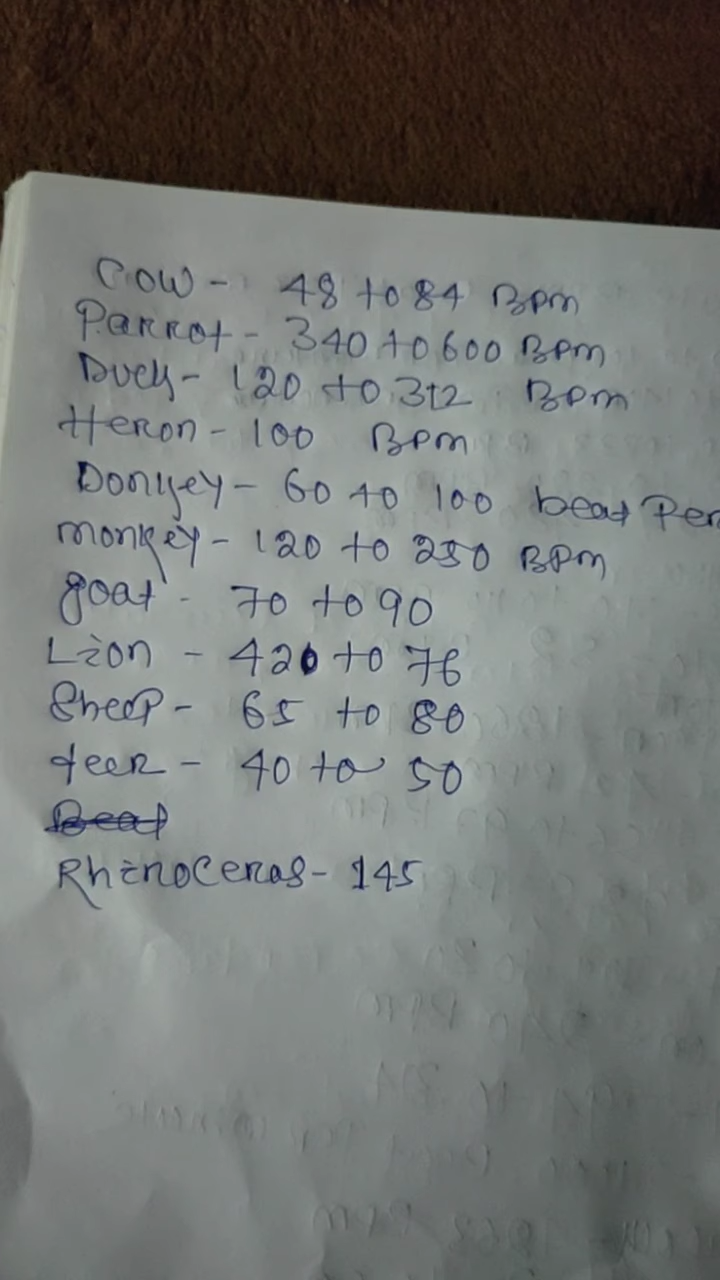 Cow - 48 to 84 Bpm
Parrot - 340 to 600 Bpm
Duck - 120 to 312 Bpm
Heron - 100 Bpm
Donkey - 60 to 100 beat Per
monkey - 120 to 250 BPm
goat - 70 to 90
Lion - 420 to 76
Sheep - 65 to 80
deer - 40 to 50
Beat
Rhinoceros - 145